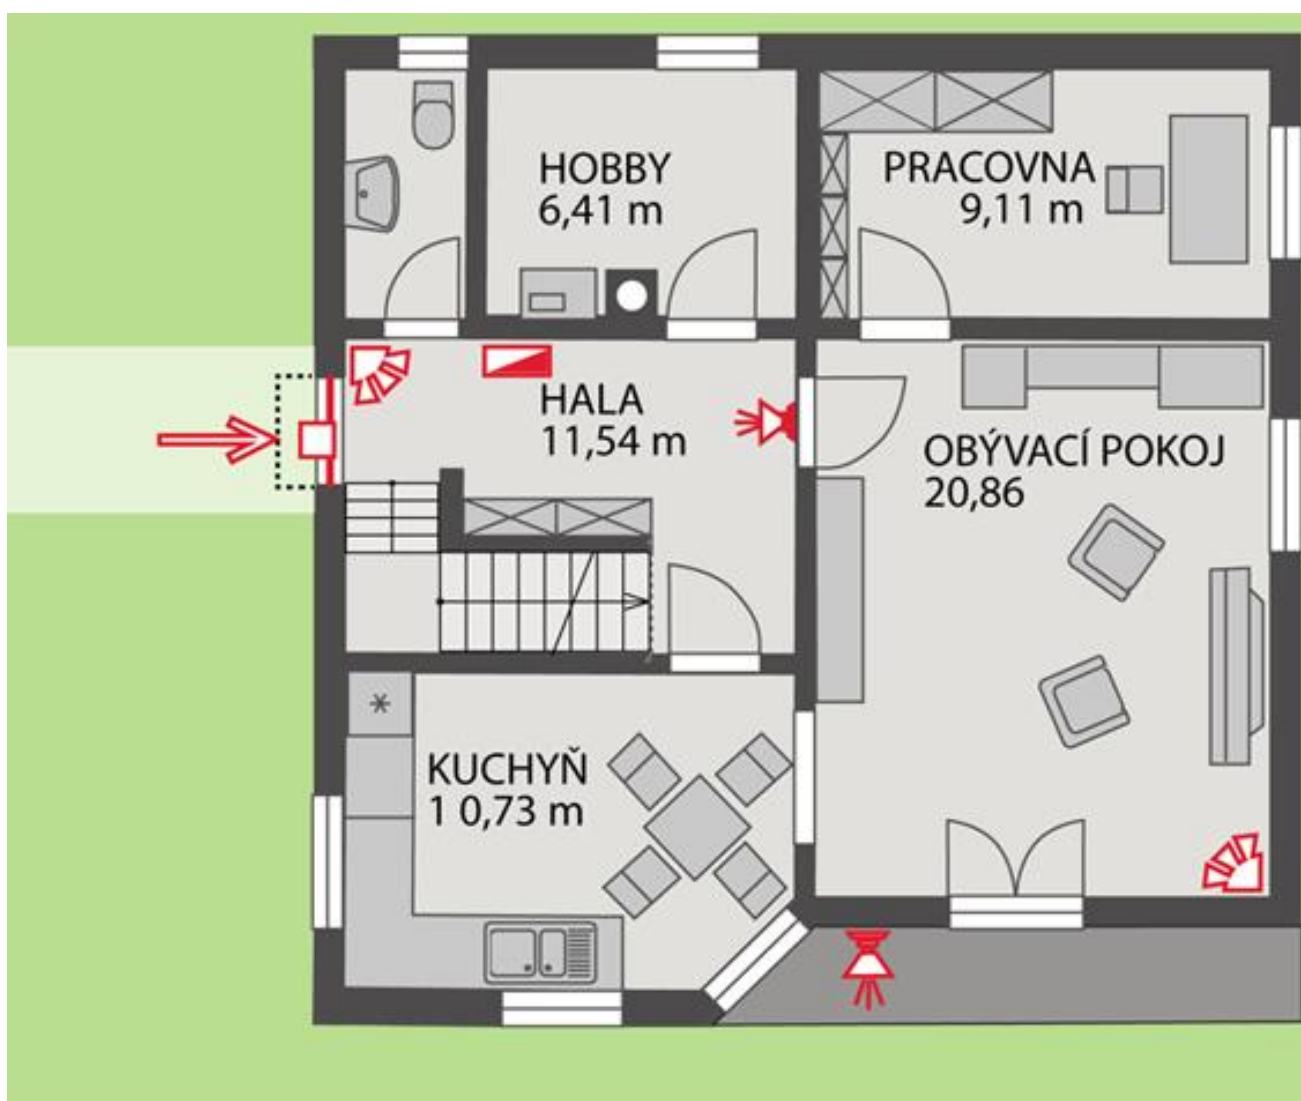 HOBBY
6,41 m
PRACOVNA
9,11 m
HALA
11,54 m
OBÝVACÍ POKOJ
20,86
KUCHYŇ
1 0,73 m